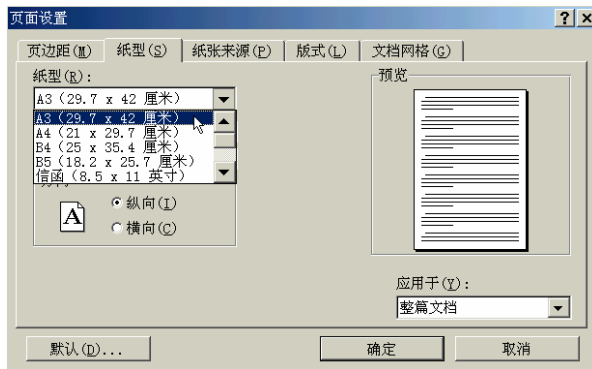 页面设置
页边距(M) 纸型(S) 纸张来源(P) 版式(L) 文档网格(G)
纸型(R): 预览
A3（29.7 x 42 厘米）
A3（29.7 x 42 厘米）
A4（21 x 29.7 厘米）
B4（25 x 35.4 厘米）
B5（18.2 x 25.7 厘米）
信函（8.5 x 11 英寸）
A 纵向(I)
横向(C)
应用于(Y):
整篇文档
默认(D)... 确定 取消